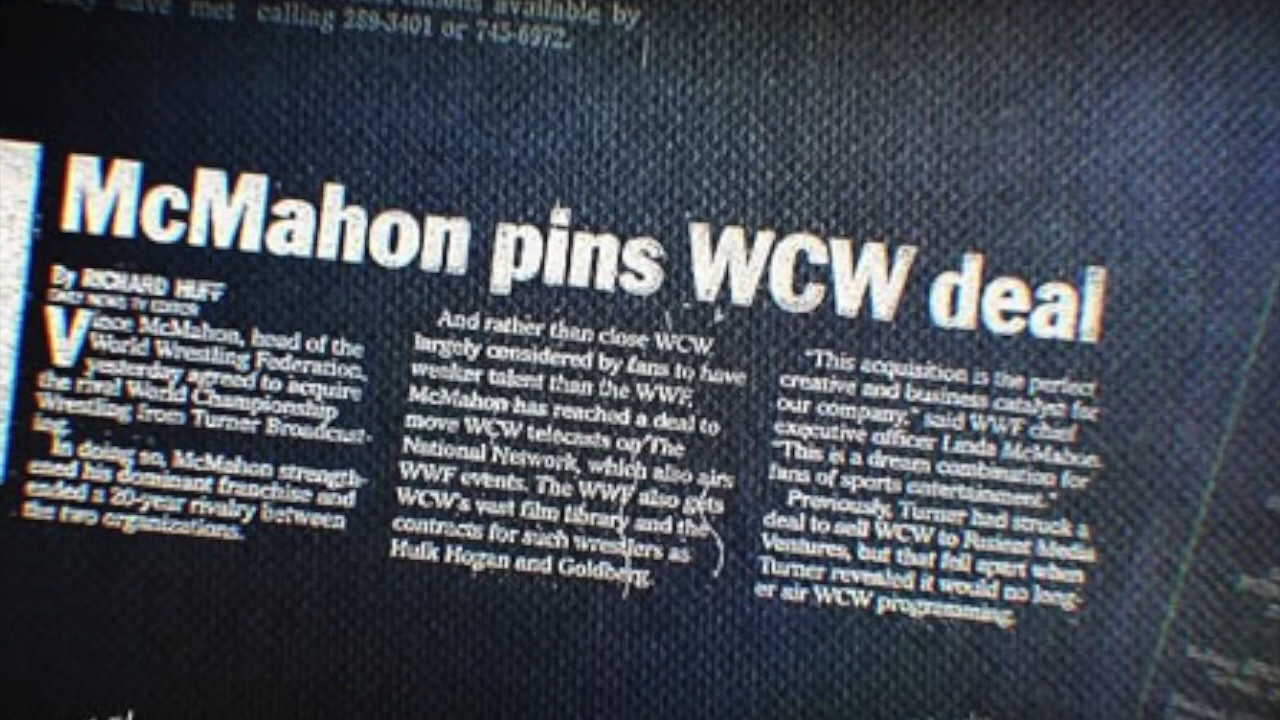 available by
calling 289-3401 or 745-6972.
McMahon pins WCW deal
By RICHARD HUFF
DAILY NEWS TV EDITOR
Vince McMahon, head of the
World Wrestling Federation,
yesterday agreed to acquire
the rival World Championship
Wrestling from Turner Broadcast-
ing.
In doing so, McMahon strength-
ened his dominant franchise and
ended a 20-year rivalry between
the two organizations.
And rather than close WCW,
largely considered by fans to have
weaker talent than the WWF,
McMahon has reached a deal to
move WCW telecasts on The
National Network, which also airs
WWF events. The WWF also gets
WCW's vast film library and the
contracts for such wrestlers as
Hulk Hogan and Goldberg.
"This acquisition is the perfect
creative and business catalyst for
our company," said WWF chief
executive officer Linda McMahon.
"This is a dream combination for
fans of sports entertainment."
Previously, Turner had struck a
deal to sell WCW to Fusient Media
Ventures, but that fell apart when
Turner revealed it would no long-
er air WCW programming.